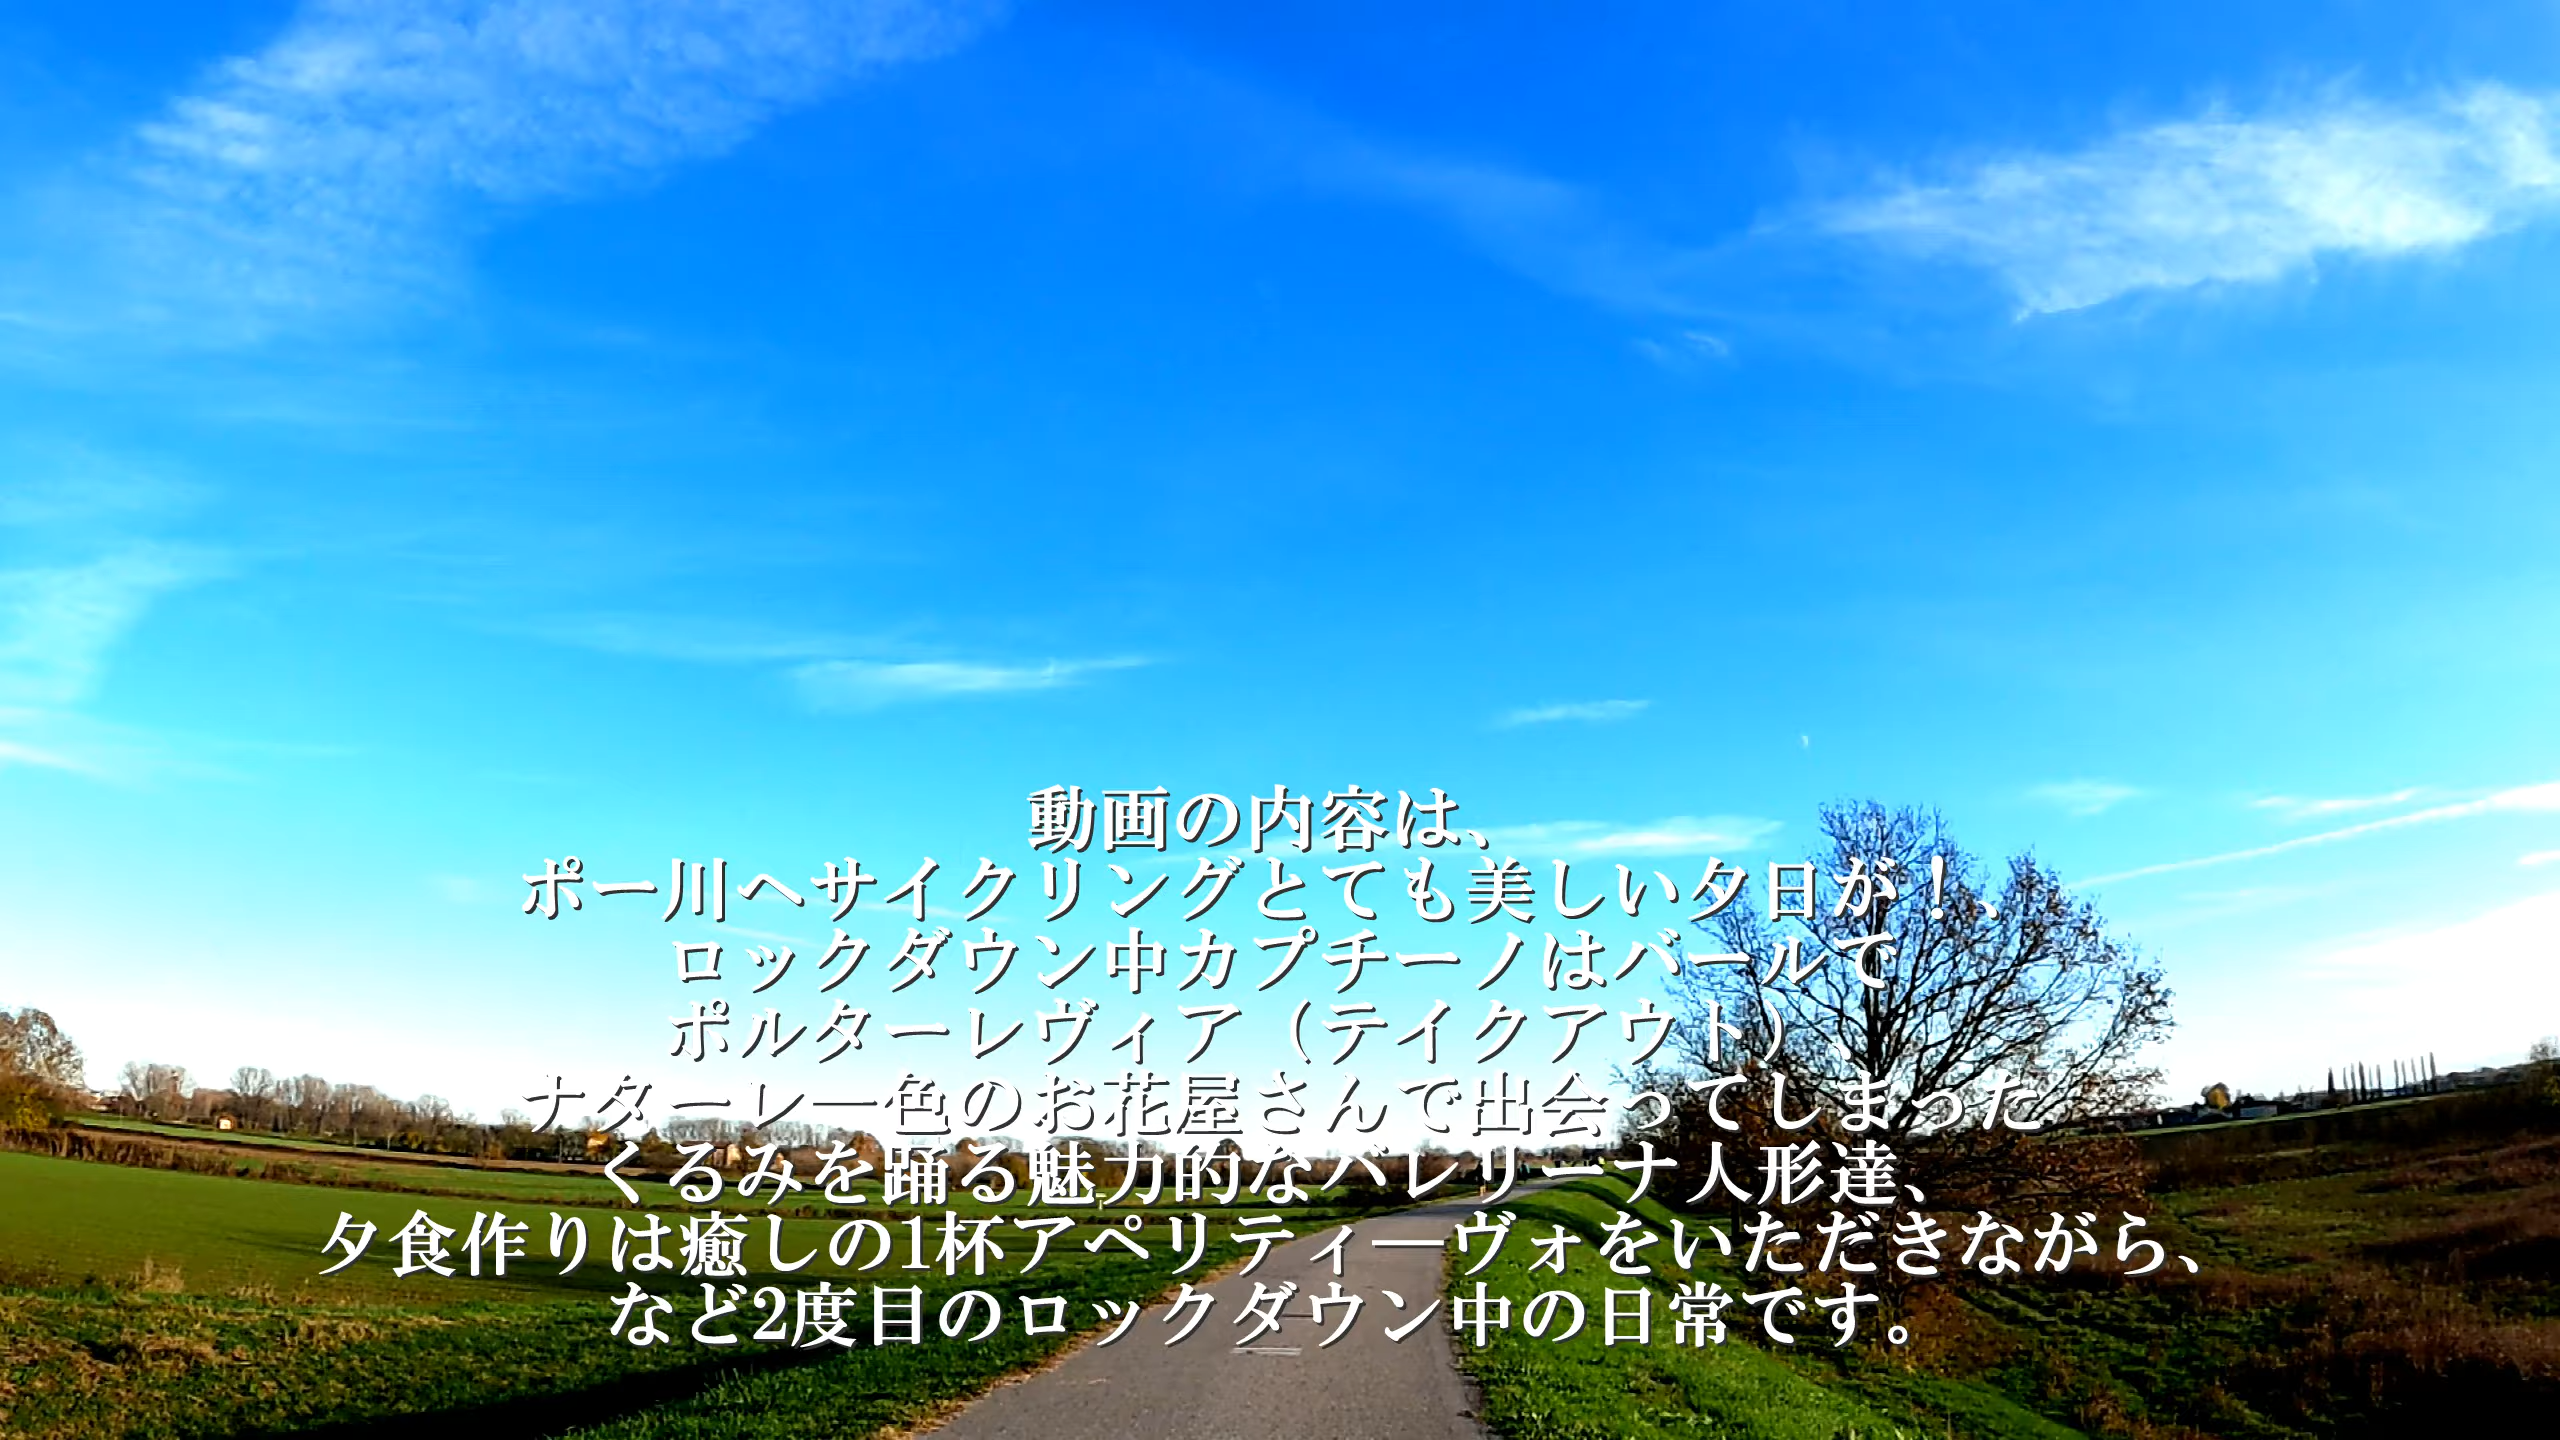 動画の内容は、
ポー川へサイクリングとても美しい夕日が！、
ロックダウン中カプチーノはバールで
ポルターレヴィア（テイクアウト）、
ナターレ一色のお花屋さんで出会ってしまった
くるみを踊る魅力的なバレリーナ人形達、
夕食作りは癒しの1杯アペリティーヴォをいただきながら、
など2度目のロックダウン中の日常です。